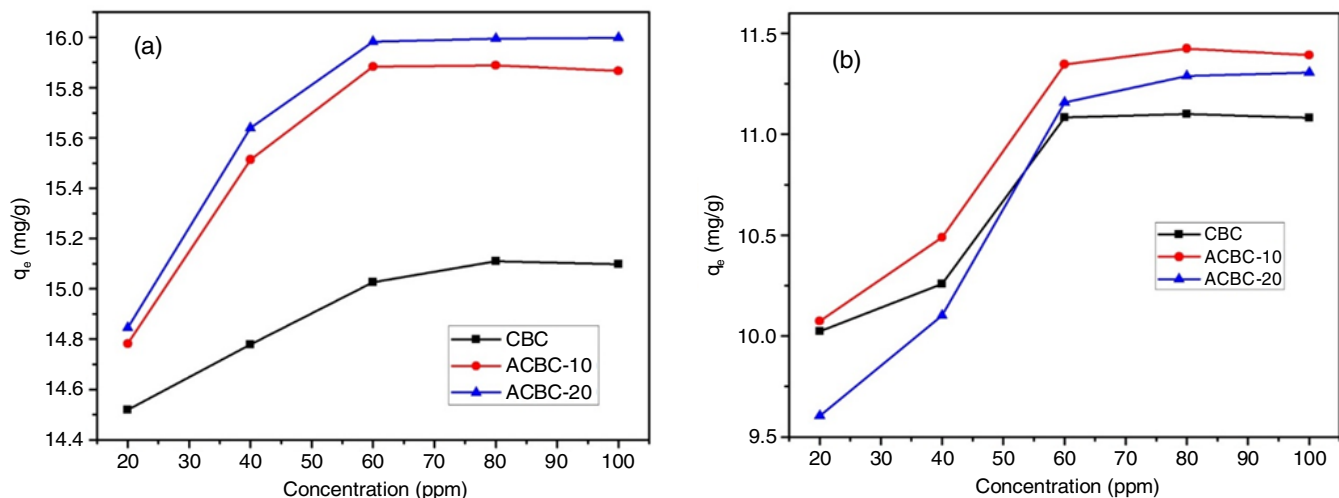 (a)
16.0
15.8
15.6
15.4
15.2
15.0
14.8
14.6
14.4
qe (mg/g)
CBC
ACBC-10
ACBC-20
20 30 40 50 60 70 80 90 100
Concentration (ppm)
(b)
11.5
11.0
10.5
10.0
9.5
qe (mg/g)
CBC
ACBC-10
ACBC-20
20 30 40 50 60 70 80 90 100
Concentration (ppm)